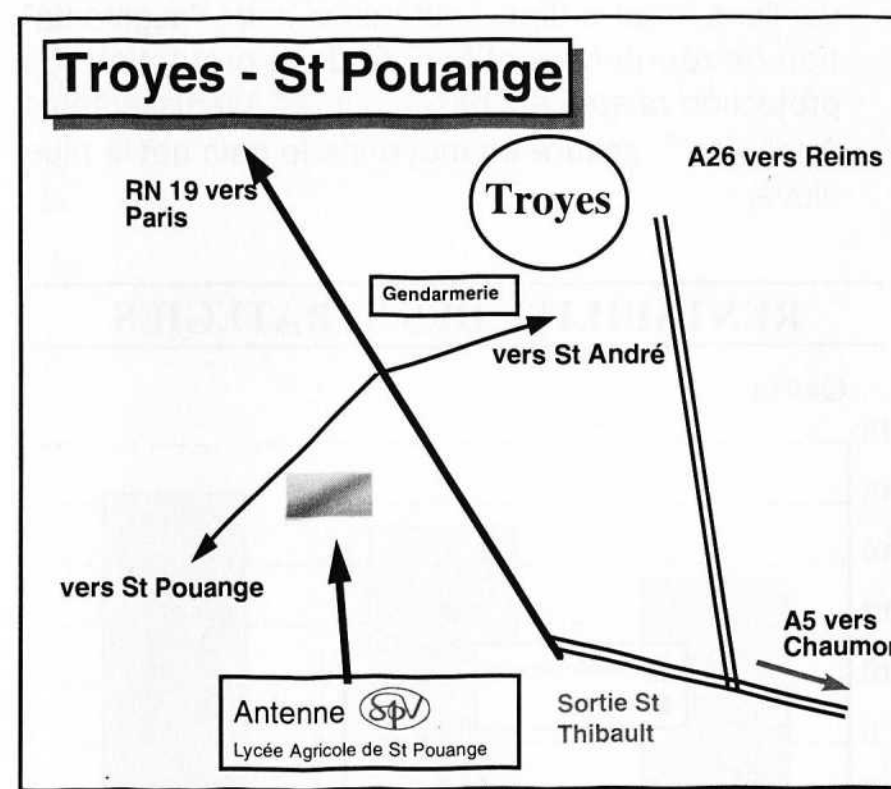 Troyes - St Pouange
A26 vers Reims
RN 19 vers
Paris
Troyes
Gendarmerie
vers St André
vers St Pouange
A5 vers
Sortie St
Thibault
Antenne SPV
Lycée Agricole de St Pouange